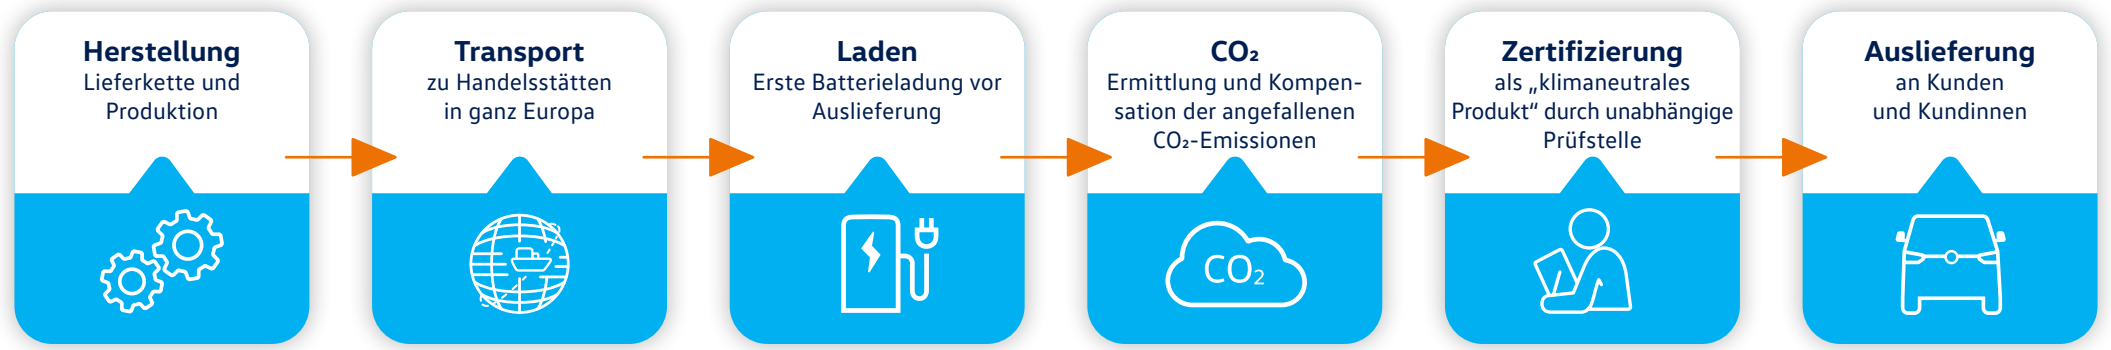 Herstellung
Lieferkette und
Produktion
Transport
zu Handelsstätten
in ganz Europa
Laden
Erste Batterieladung vor
Auslieferung
CO₂
Ermittlung und Kompen-
sation der angefallenen
CO₂-Emissionen
CO₂
Zertifizierung
als „klimaneutrales
Produkt“ durch unabhängige
Prüfstelle
Auslieferung
an Kunden
und Kundinnen